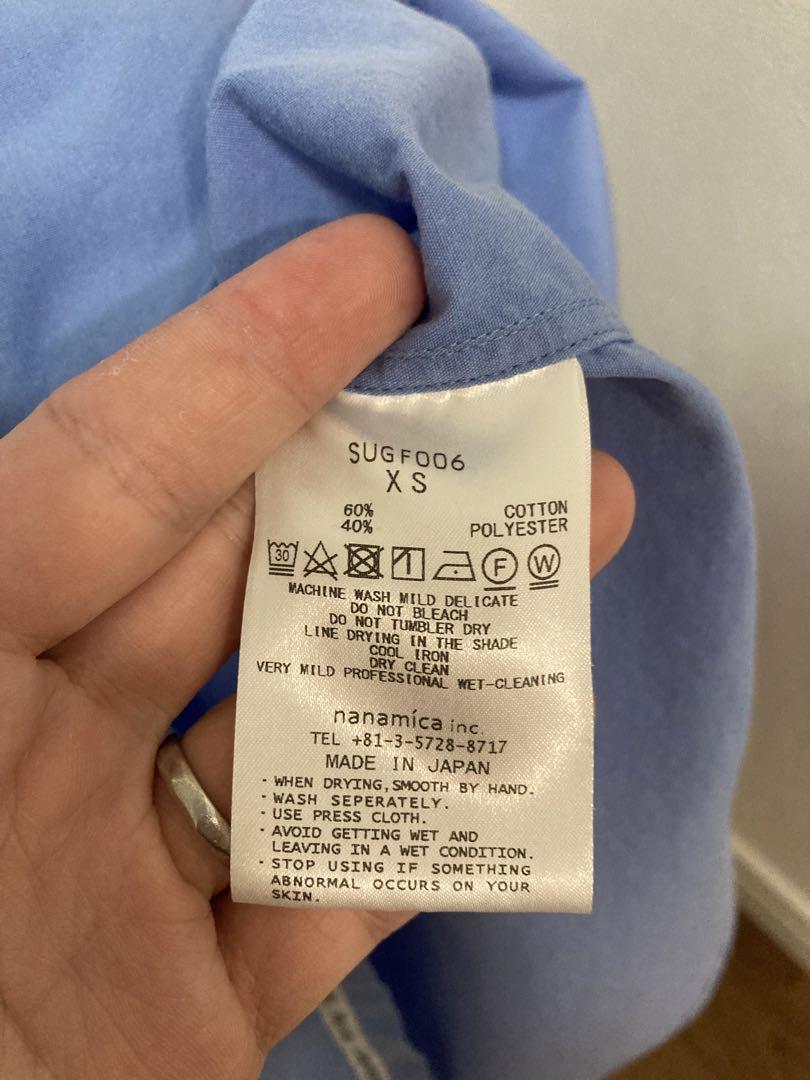 SUGF006
XS
60% COTTON
40% POLYESTER
30 F W
MACHINE WASH MILD DELICATE
DO NOT BLEACH
DO NOT TUMBLER DRY
LINE DRYING IN THE SHADE
COOL IRON
DRY CLEAN
VERY MILD PROFESSIONAL WET-CLEANING
nanamica inc.
TEL +81-3-5728-8717
MADE IN JAPAN
・WHEN DRYING,SMOOTH BY HAND.
・WASH SEPERATELY.
・USE PRESS CLOTH.
・AVOID GETTING WET AND
LEAVING IN A WET CONDITION.
・STOP USING IF SOMETHING
ABNORMAL OCCURS ON YOUR
SKIN.